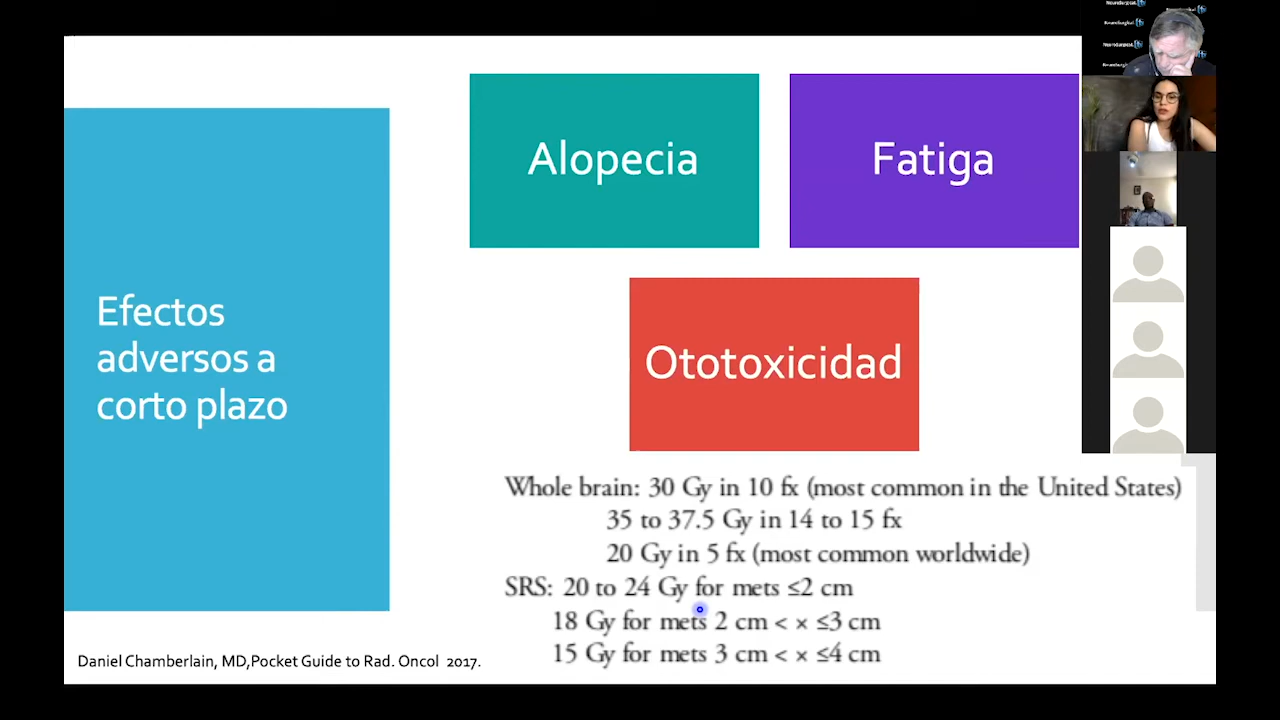 Alopecia
Fatiga
Efectos
adversos a
corto plazo
Ototoxicidad
Whole brain: 30 Gy in 10 fx (most common in the United States)
35 to 37.5 Gy in 14 to 15 fx
20 Gy in 5 fx (most common worldwide)
SRS: 20 to 24 Gy for mets ≤2 cm
18 Gy for mets 2 cm < × ≤3 cm
15 Gy for mets 3 cm < × ≤4 cm
Daniel Chamberlain, MD,Pocket Guide to Rad. Oncol 2017.